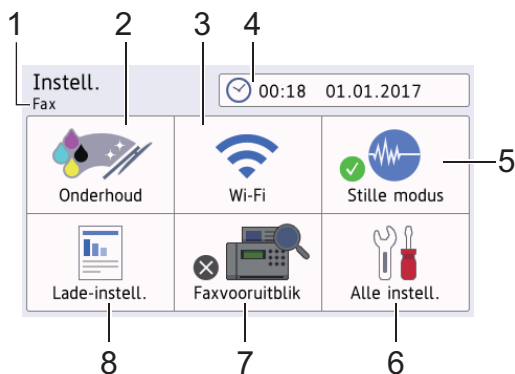 1 2 3 4
Instell.
Fax
00:18 01.01.2017
Onderhoud Wi-Fi Stille modus
5
Lade-instell. Faxvooruitblik Alle instell.
8 7 6